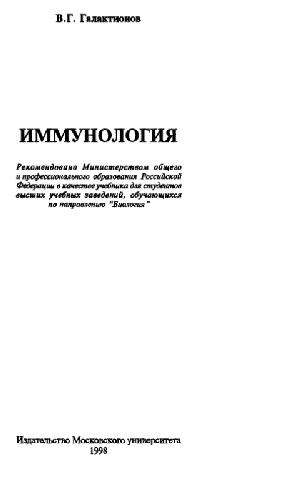 В.Г. Галактионов
ИММУНОЛОГИЯ
Рекомендовано Министерством общего
и профессионального образования Российской
Федерации в качестве учебника для студентов
высших учебных заведений, обучающихся
по направлению "Биология"
Издательство Московского университета
1998